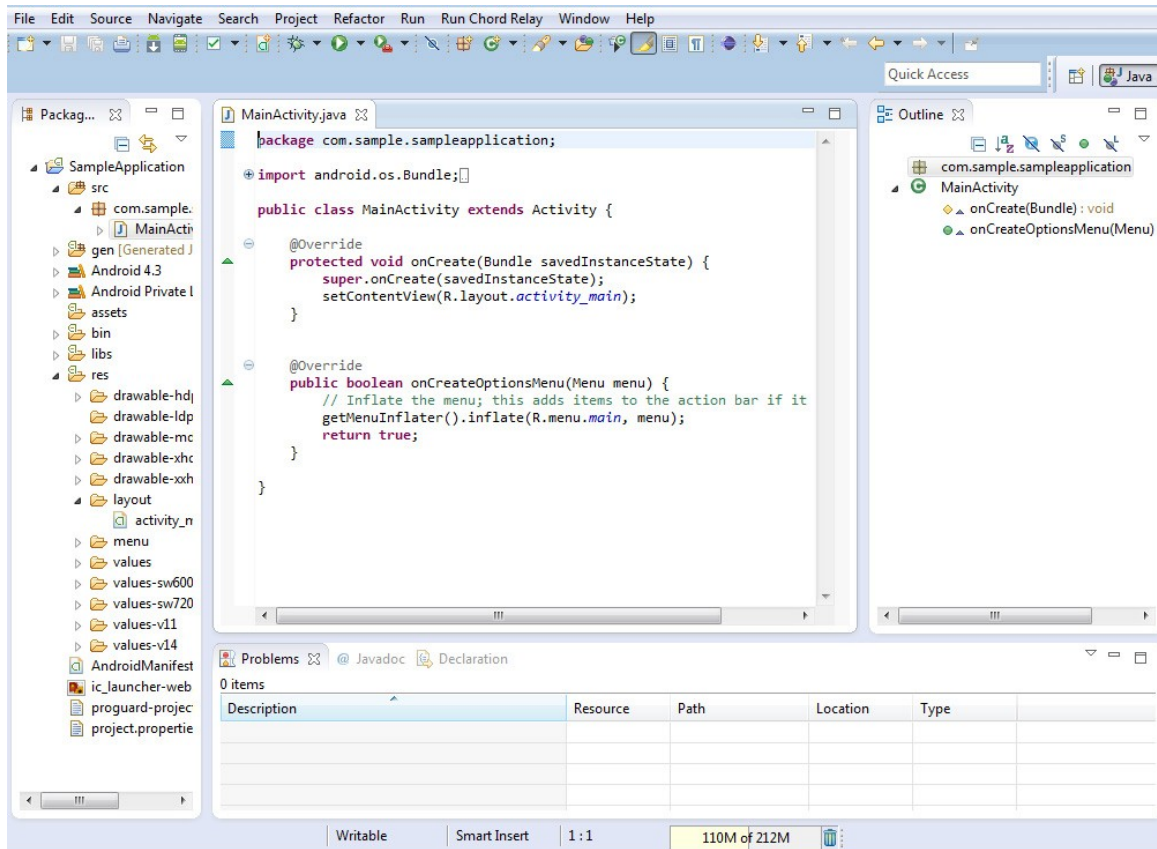 File Edit Source Navigate Search Project Refactor Run Run Chord Relay Window Help
Quick Access
Java
Packag...
SampleApplication
src
com.sample.
MainActiv
gen [Generated J
Android 4.3
Android Private L
assets
bin
libs
res
drawable-hdp
drawable-ldp
drawable-md
drawable-xhd
drawable-xxh
layout
activity_m
menu
values
values-sw600
values-sw720
values-v11
values-v14
AndroidManifest
ic_launcher-web
proguard-projec
project.propertie
MainActivity.java
package com.sample.sampleapplication;
import android.os.Bundle;
public class MainActivity extends Activity {
@Override
protected void onCreate(Bundle savedInstanceState) {
super.onCreate(savedInstanceState);
setContentView(R.layout.activity_main);
}
@Override
public boolean onCreateOptionsMenu(Menu menu) {
// Inflate the menu; this adds items to the action bar if it
getMenuInflater().inflate(R.menu.main, menu);
return true;
}
}
Outline
com.sample.sampleapplication
MainActivity
onCreate(Bundle) : void
onCreateOptionsMenu(Menu)
Problems @ Javadoc Declaration
0 items
Description Resource Path Location Type
Writable Smart Insert 1 : 1 110M of 212M